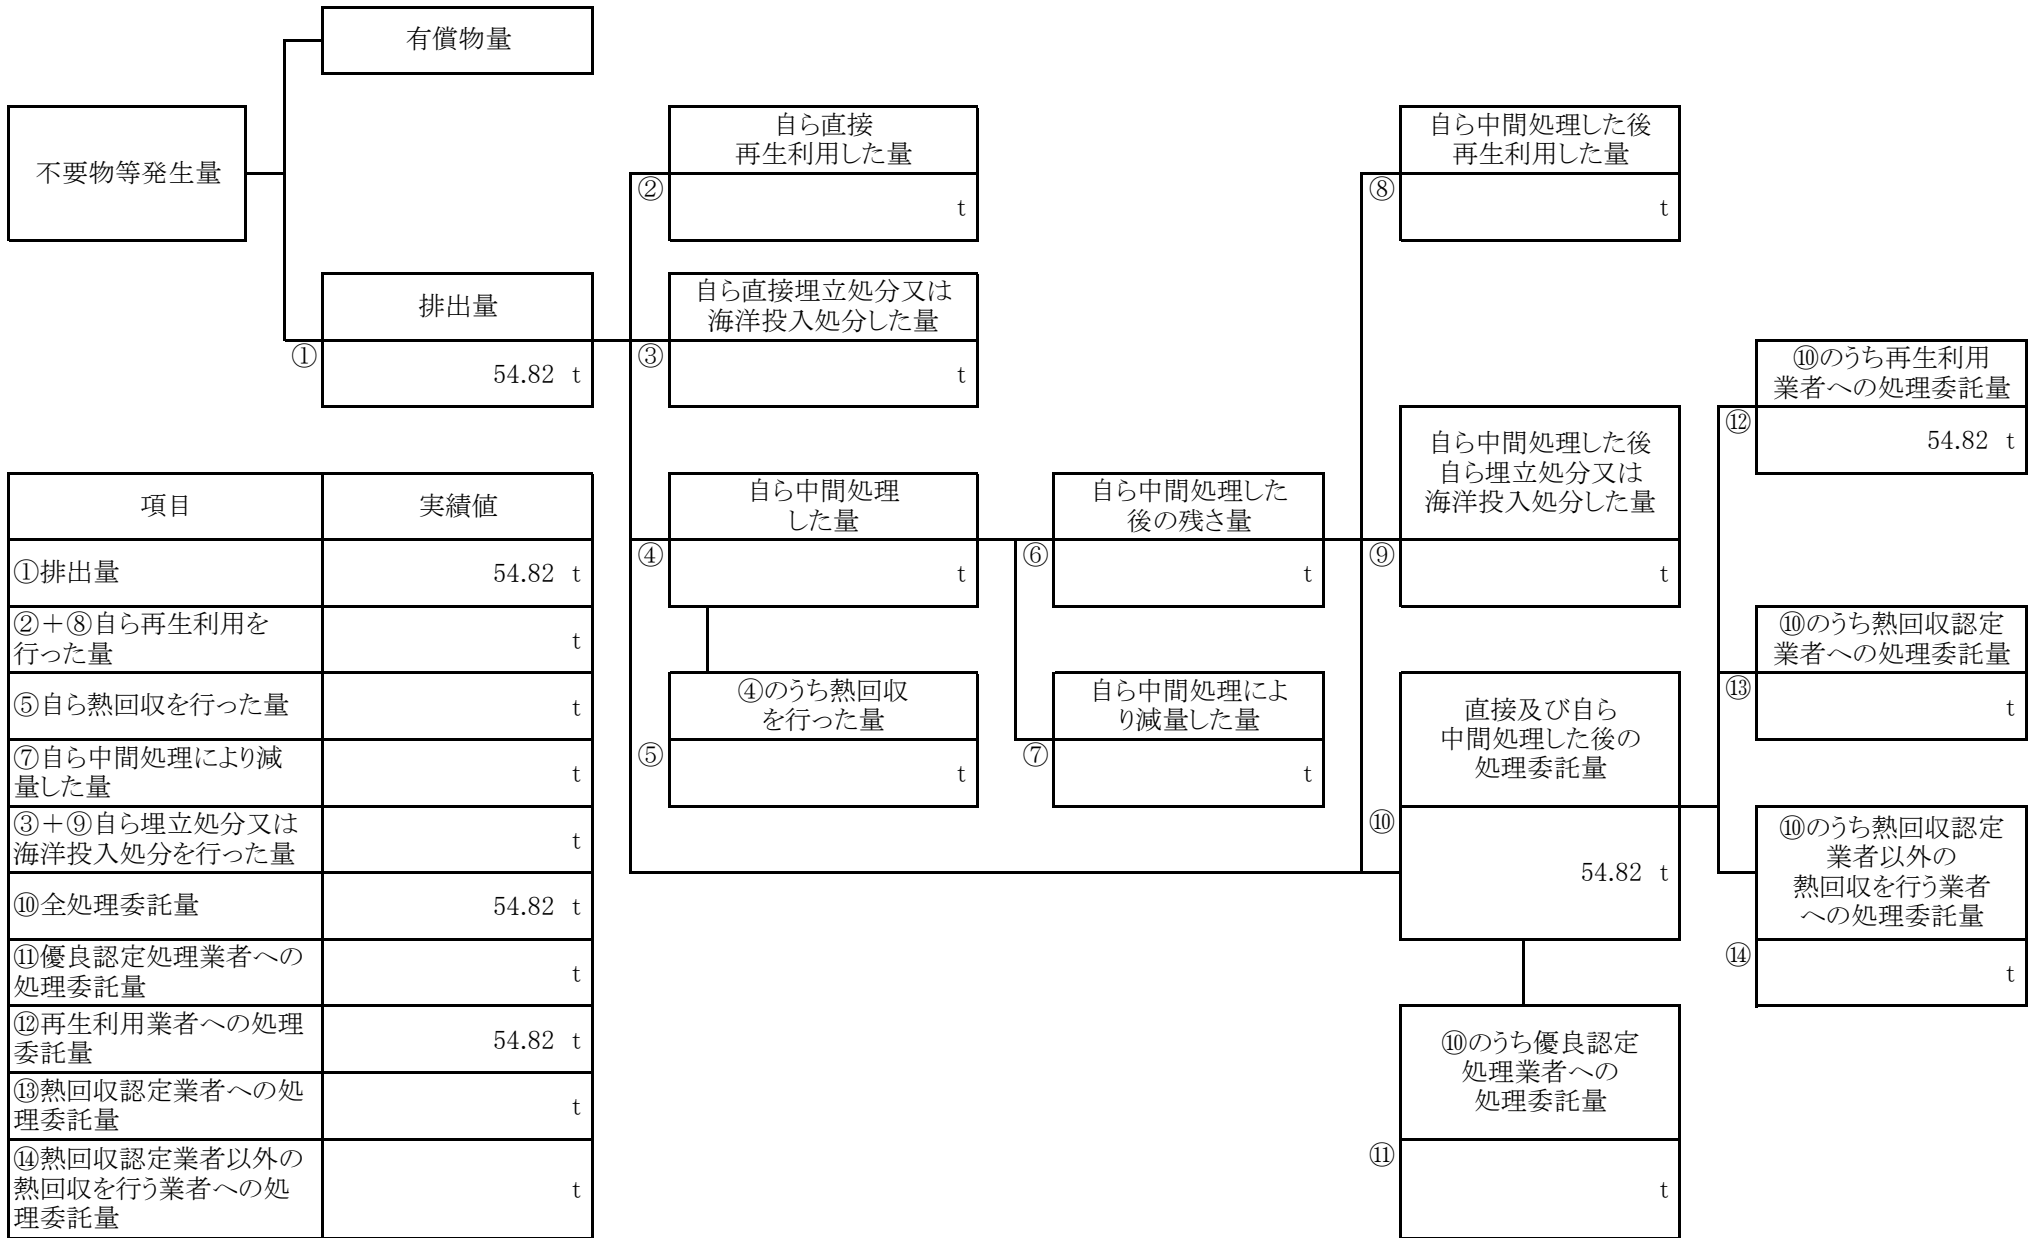 有償物量
不要物等発生量
排出量
①
54.82 t
自ら直接
再生利用した量
②
t
自ら直接埋立処分又は
海洋投入処分した量
③
t
自ら中間処理
した量
④
t
④のうち熱回収
を行った量
⑤
t
自ら中間処理した
後の残さ量
⑥
t
自ら中間処理によ
り減量した量
⑦
t
自ら中間処理した後
再生利用した量
⑧
t
自ら中間処理した後
自ら埋立処分又は
海洋投入処分した量
⑨
t
直接及び自ら
中間処理した後の
処理委託量
⑩
54.82 t
⑩のうち優良認定
処理業者への
処理委託量
⑪
t
⑩のうち再生利用
業者への処理委託量
⑫
54.82 t
⑩のうち熱回収認定
業者への処理委託量
⑬
t
⑩のうち熱回収認定
業者以外の
熱回収を行う業者
への処理委託量
⑭
t
項目 実績値
①排出量 54.82 t
②+⑧自ら再生利用を
行った量 t
⑤自ら熱回収を行った量 t
⑦自ら中間処理により減
量した量 t
③+⑨自ら埋立処分又は
海洋投入処分を行った量 t
⑩全処理委託量 54.82 t
⑪優良認定処理業者への
処理委託量 t
⑫再生利用業者への処理
委託量 54.82 t
⑬熱回収認定業者への処
理委託量 t
⑭熱回収認定業者以外の
熱回収を行う業者への処
理委託量 t